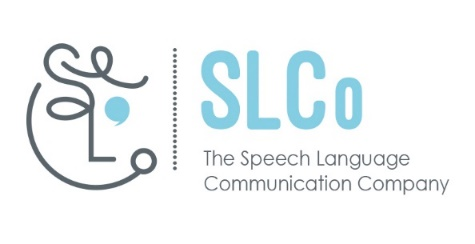 SLCo
The Speech Language
Communication Company